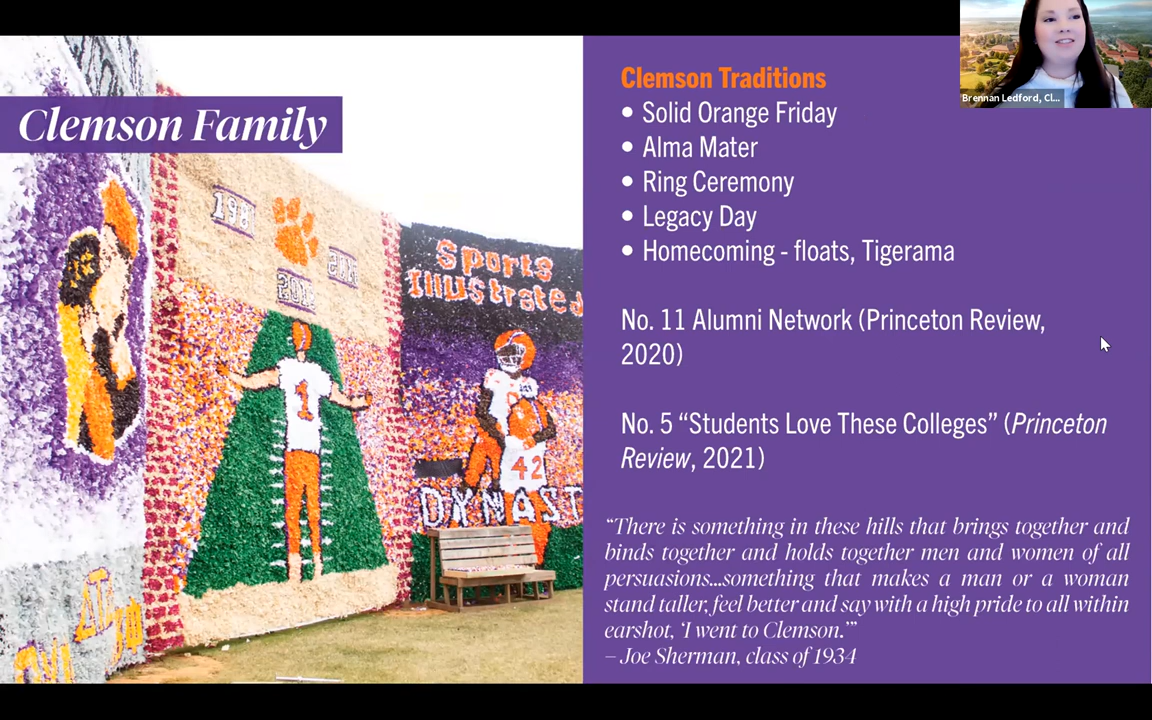 Clemson Family
Clemson Traditions
• Solid Orange Friday
• Alma Mater
• Ring Ceremony
• Legacy Day
• Homecoming - floats, Tigerama
No. 11 Alumni Network (Princeton Review,
2020)
No. 5 “Students Love These Colleges” (Princeton
Review, 2021)
“There is something in these hills that brings together and
binds together and holds together men and women of all
persuasions...something that makes a man or a woman
stand taller, feel better and say with a high pride to all within
earshot, ‘I went to Clemson.’”
– Joe Sherman, class of 1934
Brennan Ledford, Cl...
Sports
Illustrated
1
42